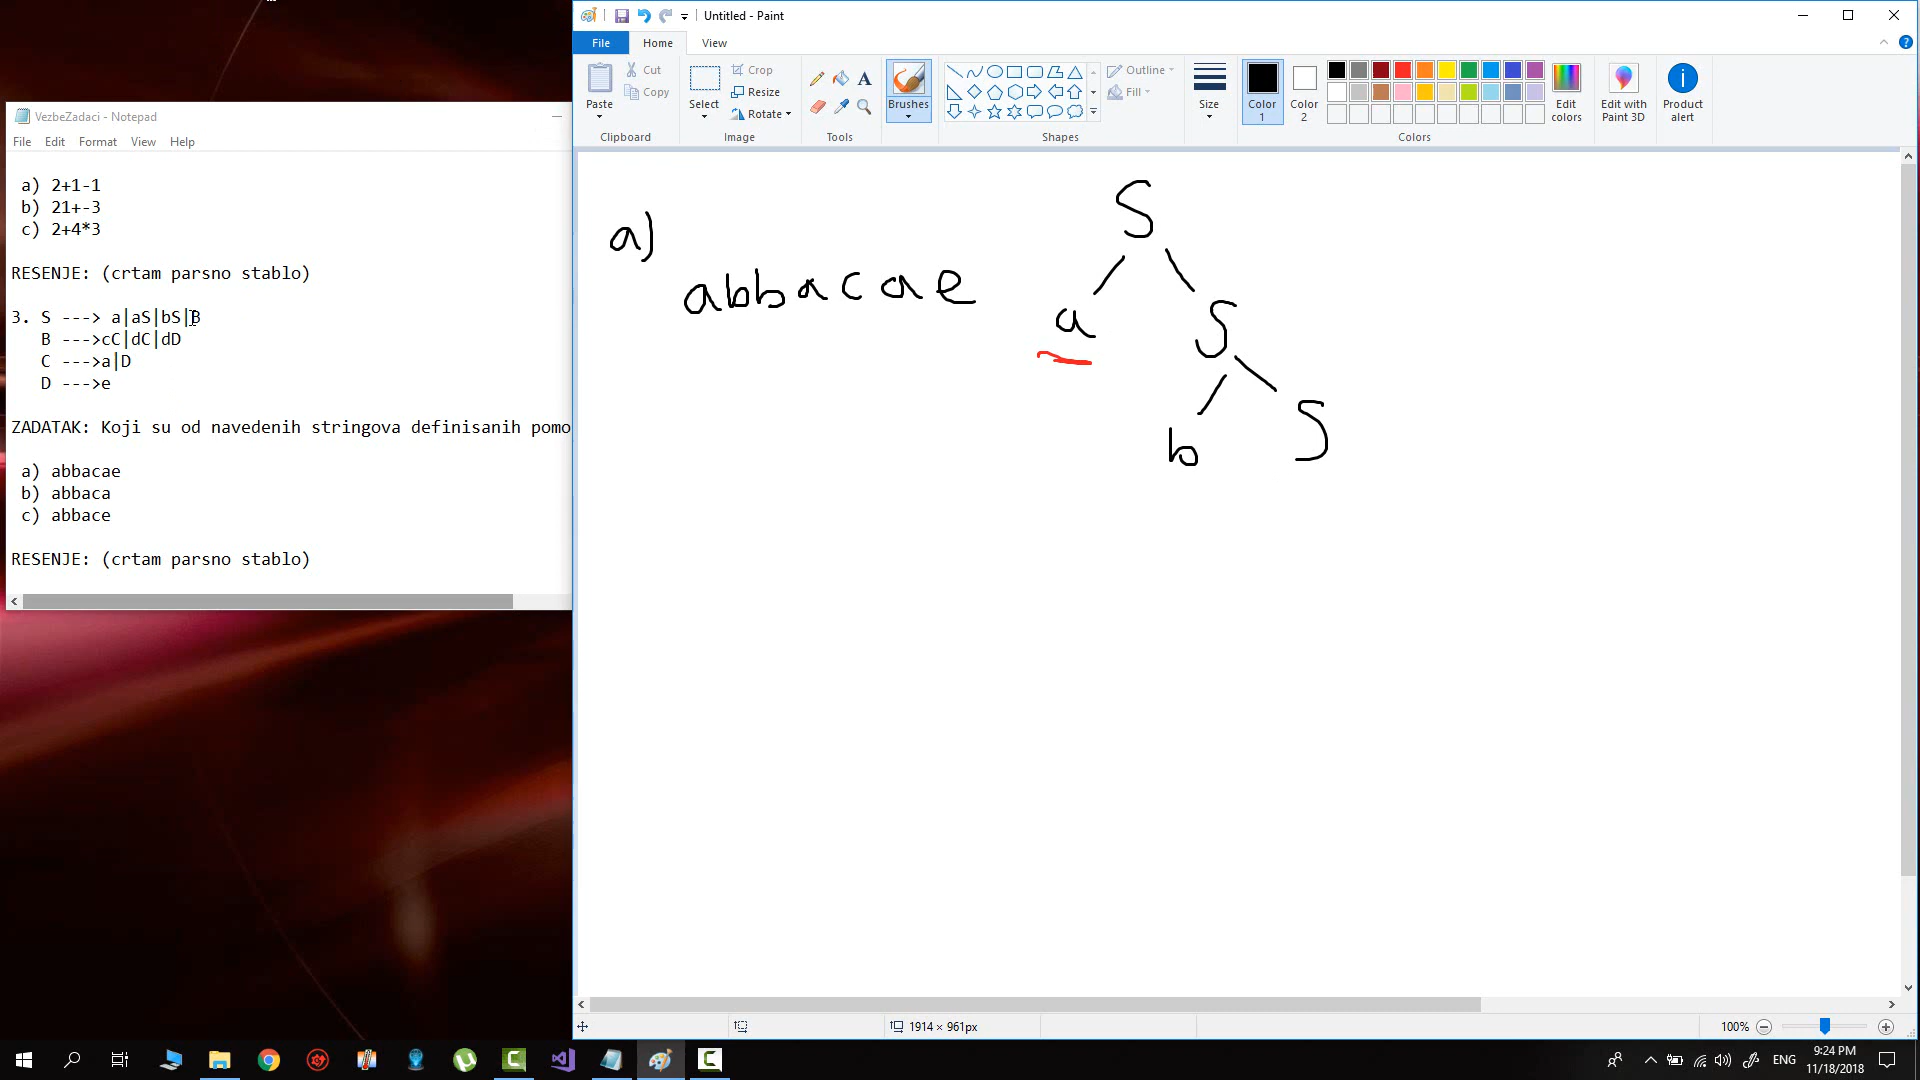 Untitled - Paint
File Home View
Paste
Cut
Copy
Clipboard
Select
Crop
Resize
Rotate
Image
Tools
Brushes
Outline
Fill
Shapes
Size
Color 1
Color 2
Edit colors
Edit with Paint 3D
Product alert
Colors
VezbeZadaci - Notepad
File Edit Format View Help
a) 2+1-1
b) 21+-3
c) 2+4*3
RESENJE: (crtam parsno stablo)
3. S ---> a|aS|bS|B
B --->cC|dC|dD
C --->a|D
D --->e
ZADATAK: Koji su od navedenih stringova definisanih pomo
a) abbacae
b) abbaca
c) abbace
RESENJE: (crtam parsno stablo)
a)
abbacae
S
a S
b S
1914 × 961px
100%
ENG
9:24 PM
11/18/2018